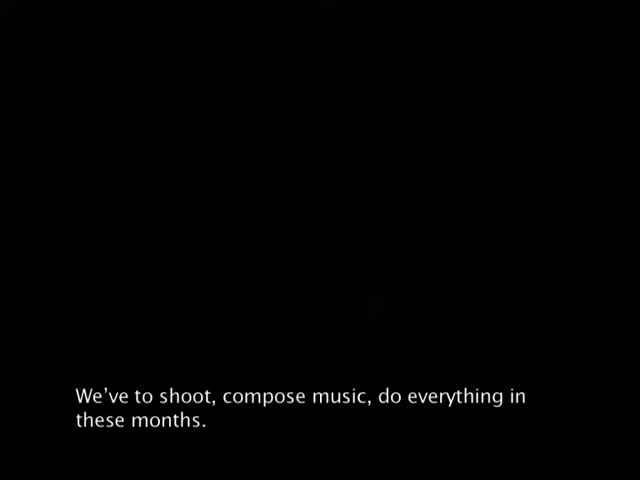 We've to shoot, compose music, do everything in
these months.